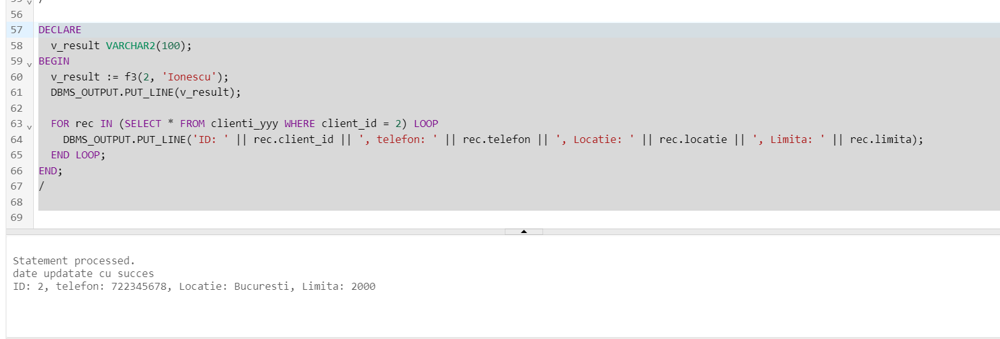 56
57 DECLARE
58 v_result VARCHAR2(100);
59 BEGIN
60 v_result := f3(2, 'Ionescu');
61 DBMS_OUTPUT.PUT_LINE(v_result);
62
63 FOR rec IN (SELECT * FROM clienti_yyy WHERE client_id = 2) LOOP
64 DBMS_OUTPUT.PUT_LINE('ID: ' || rec.client_id || ', telefon: ' || rec.telefon || ', Locatie: ' || rec.locatie || ', Limita: ' || rec.limita);
65 END LOOP;
66 END;
67 /
68
69
Statement processed.
date updatate cu succes
ID: 2, telefon: 722345678, Locatie: Bucuresti, Limita: 2000